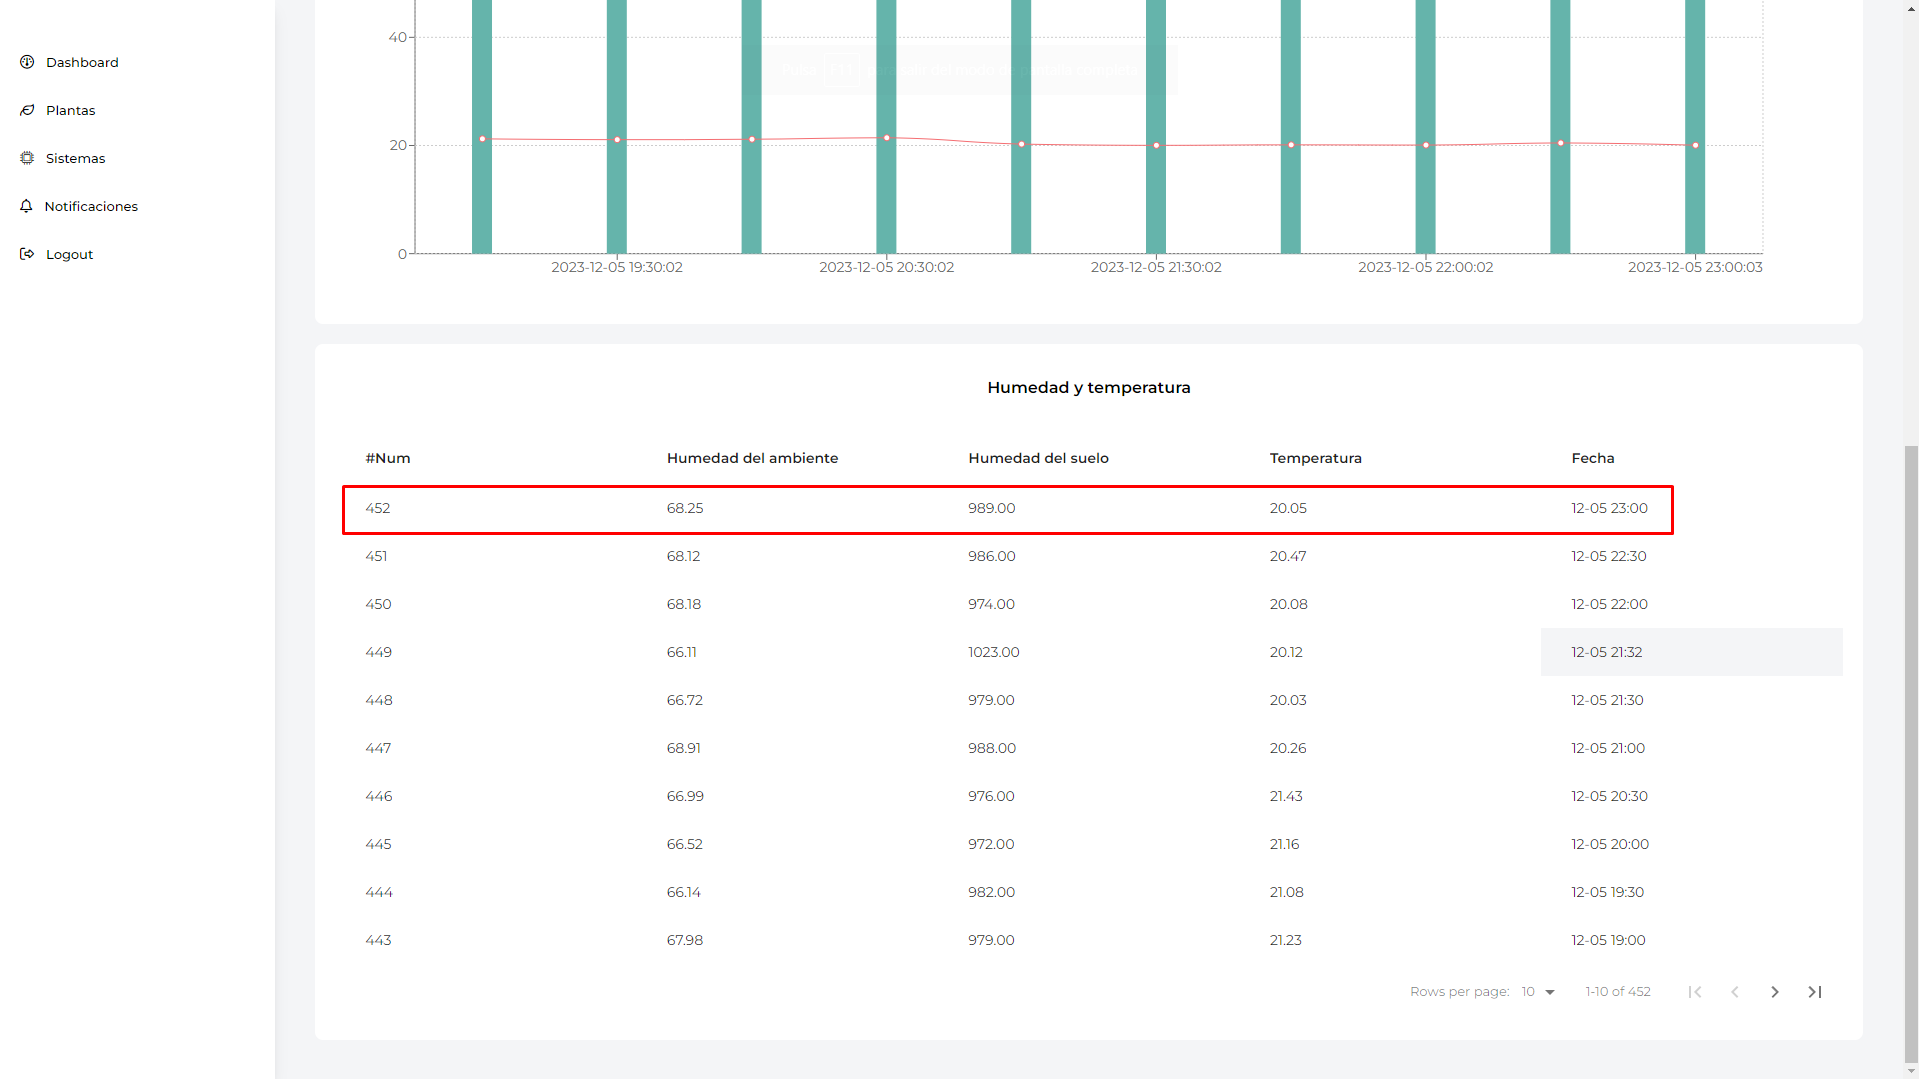 Dashboard
Plantas
Sistemas
Notificaciones
Logout
40
20
0
2023-12-05 19:30:02 2023-12-05 20:30:02 2023-12-05 21:30:02 2023-12-05 22:00:02 2023-12-05 23:00:03
Humedad y temperatura
#Num Humedad del ambiente Humedad del suelo Temperatura Fecha
452 68.25 989.00 20.05 12-05 23:00
451 68.12 986.00 20.47 12-05 22:30
450 68.18 974.00 20.08 12-05 22:00
449 66.11 1023.00 20.12 12-05 21:32
448 66.72 979.00 20.03 12-05 21:30
447 68.91 988.00 20.26 12-05 21:00
446 66.99 976.00 21.43 12-05 20:30
445 66.52 972.00 21.16 12-05 20:00
444 66.14 982.00 21.08 12-05 19:30
443 67.98 979.00 21.23 12-05 19:00
Rows per page: 10 1-10 of 452